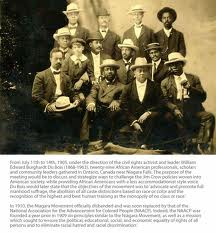 From July 11th to 14th, 1905, under the direction of the civil rights activist and leader William
Edward Burghardt Du Bois (1868-1963), twenty-nine African American professionals, scholars
and community leaders gathered in Ontario, Canada near Niagara Falls. The purpose of the
meeting would be to discuss and strategize ways to challenge the Jim Crow policies woven into
American society while providing African Americans with a less accommodating style voice.
Du Bois would later state that the objectives of the movement was to advocate and promote full
manhood suffrage, the abolition of all caste distinctions based on race or color and the
recognition of the highest and best human training as the monopoly of no class or race.
In 1910, the Niagara Movement officially disbanded and was soon replaced by that of the National
Association for the Advancement for Colored People (NAACP). Indeed, the NAACP was
founded a year prior in 1909 on principles similar to the Niagara Movement, as well as a mission
which sought to ensure the political, educational, social, and economic equality of rights of all
persons and to eliminate racial hatred and racial discrimination.